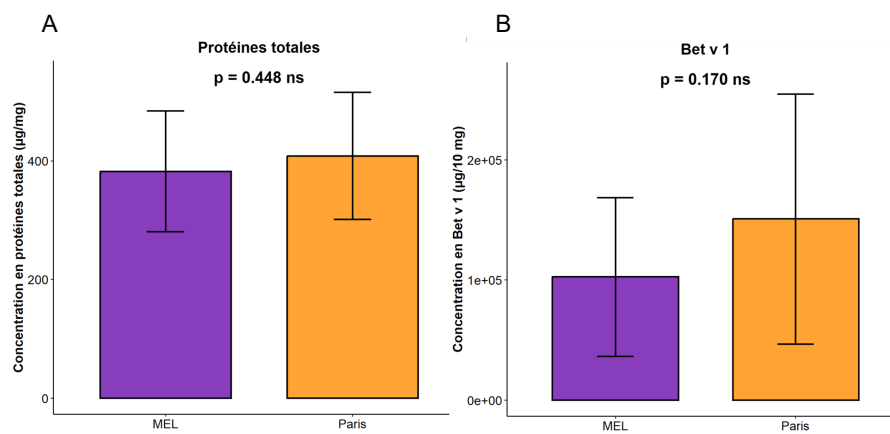 A
Protéines totales
p = 0.448 ns
Concentration en protéines totales (µg/mg)
400
200
0
MEL
Paris
B
Bet v 1
p = 0.170 ns
Concentration en Bet v 1 (µg/10 mg)
2e+05
1e+05
0e+00
MEL
Paris